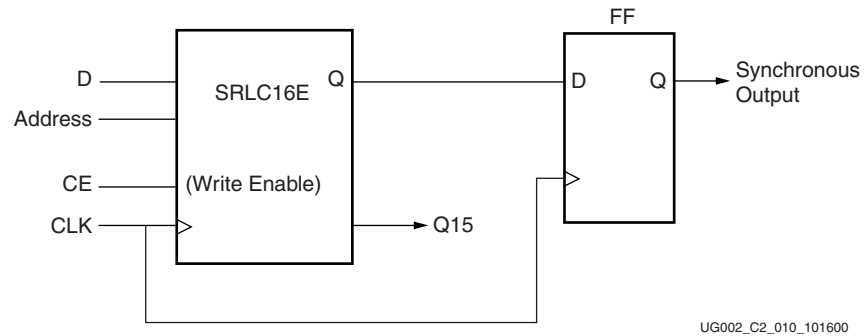 FF
D
SRLC16E
Q
D
Q
Synchronous
Output
Address
CE
(Write Enable)
CLK
Q15
UG002_C2_010_101600